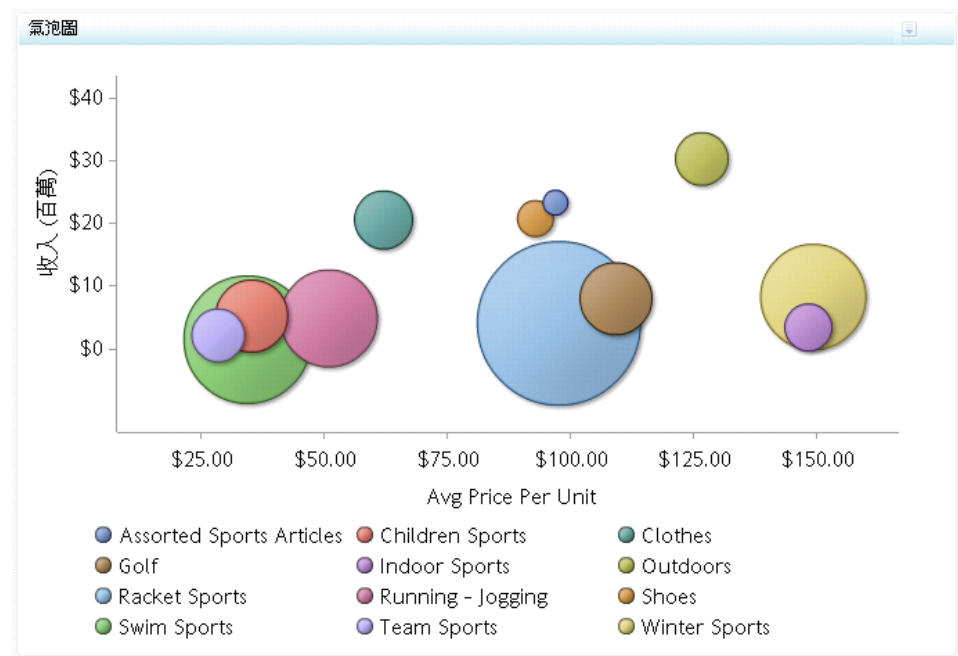 氣泡圖
$40
$30
$20
$10
$0
收入 (百萬)
$25.00 $50.00 $75.00 $100.00 $125.00 $150.00
Avg Price Per Unit
Assorted Sports Articles Children Sports Clothes
Golf Indoor Sports Outdoors
Racket Sports Running - Jogging Shoes
Swim Sports Team Sports Winter Sports